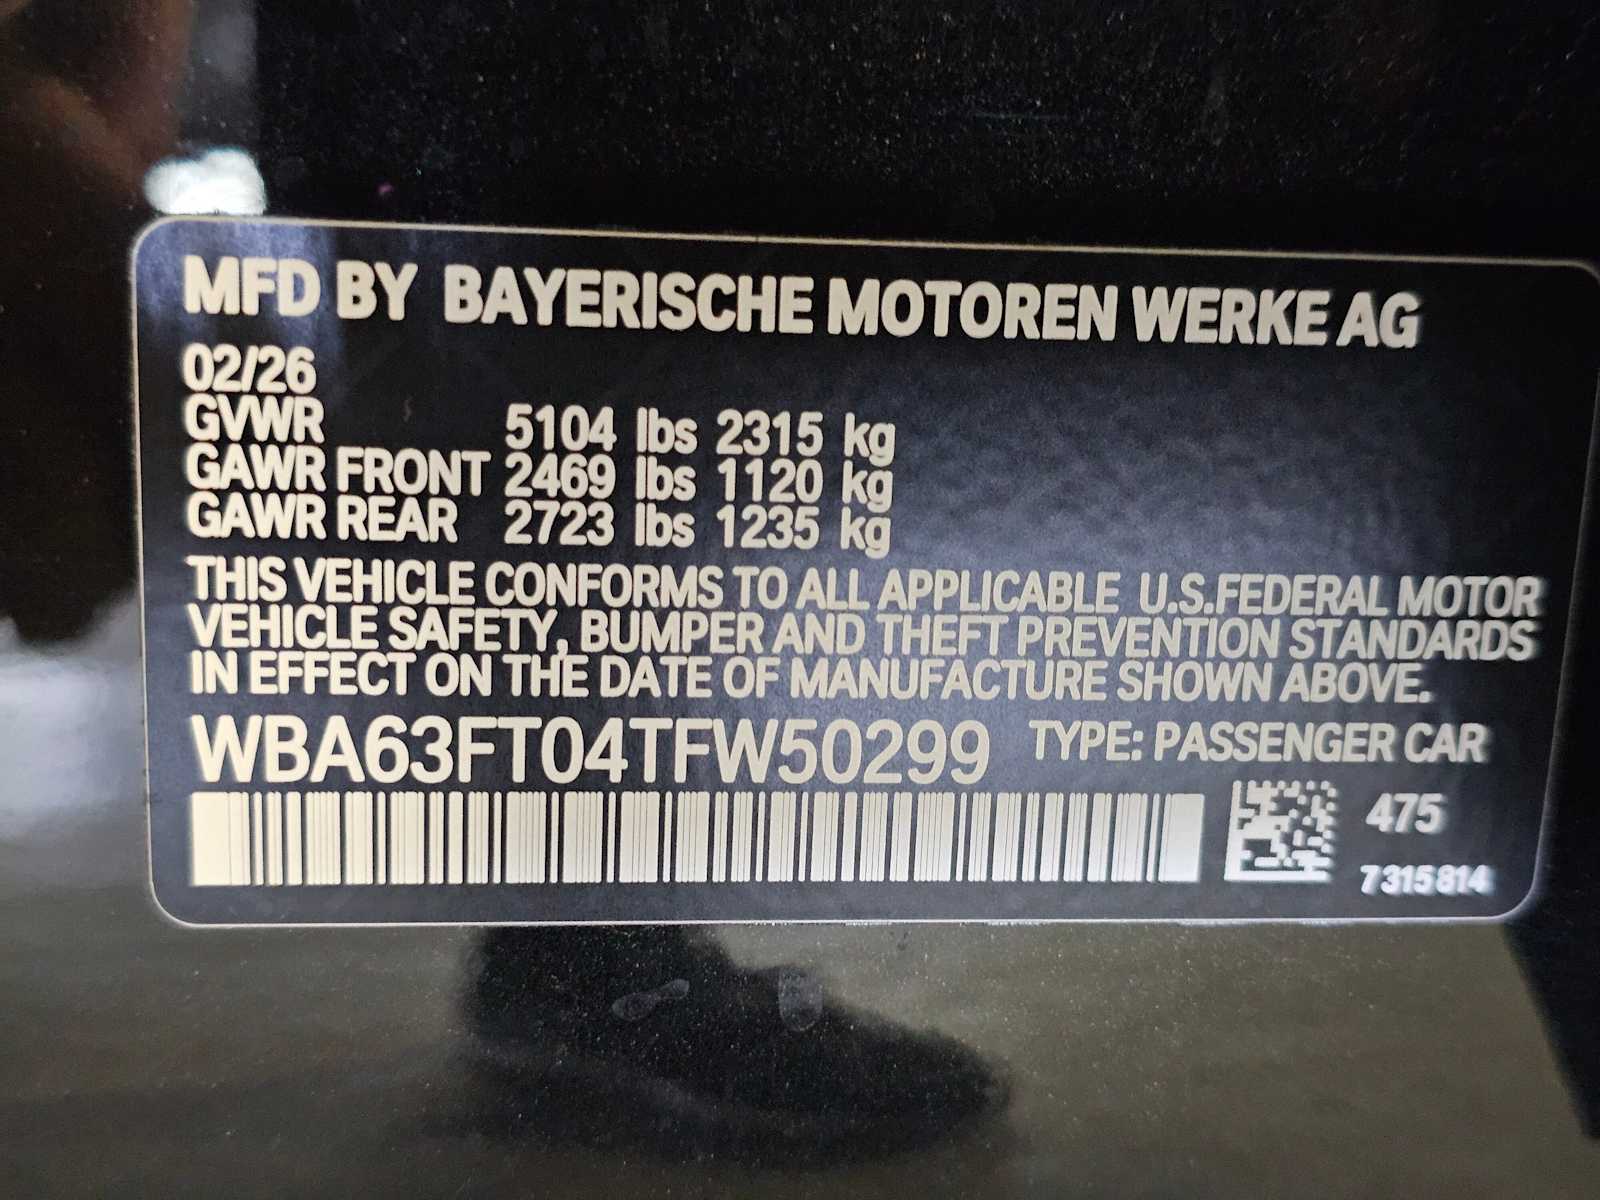 MFD BY BAYERISCHE MOTOREN WERKE AG
02/26
GVWR 5104 lbs 2315 kg
GAWR FRONT 2469 lbs 1120 kg
GAWR REAR 2723 lbs 1235 kg
THIS VEHICLE CONFORMS TO ALL APPLICABLE U.S.FEDERAL MOTOR
VEHICLE SAFETY, BUMPER AND THEFT PREVENTION STANDARDS
IN EFFECT ON THE DATE OF MANUFACTURE SHOWN ABOVE.
WBA63FT04TFW50299 TYPE: PASSENGER CAR
475
7315814